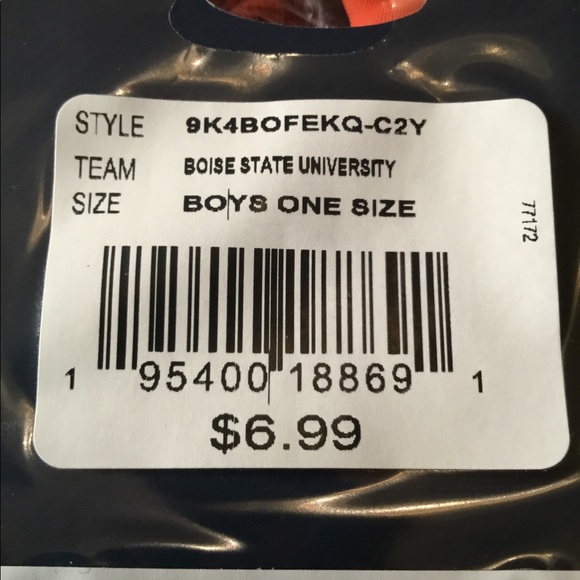 STYLE 9K4BOFEKQ-C2Y
TEAM BOISE STATE UNIVERSITY
SIZE BOYS ONE SIZE
77172
1 95400 18869 1
$6.99